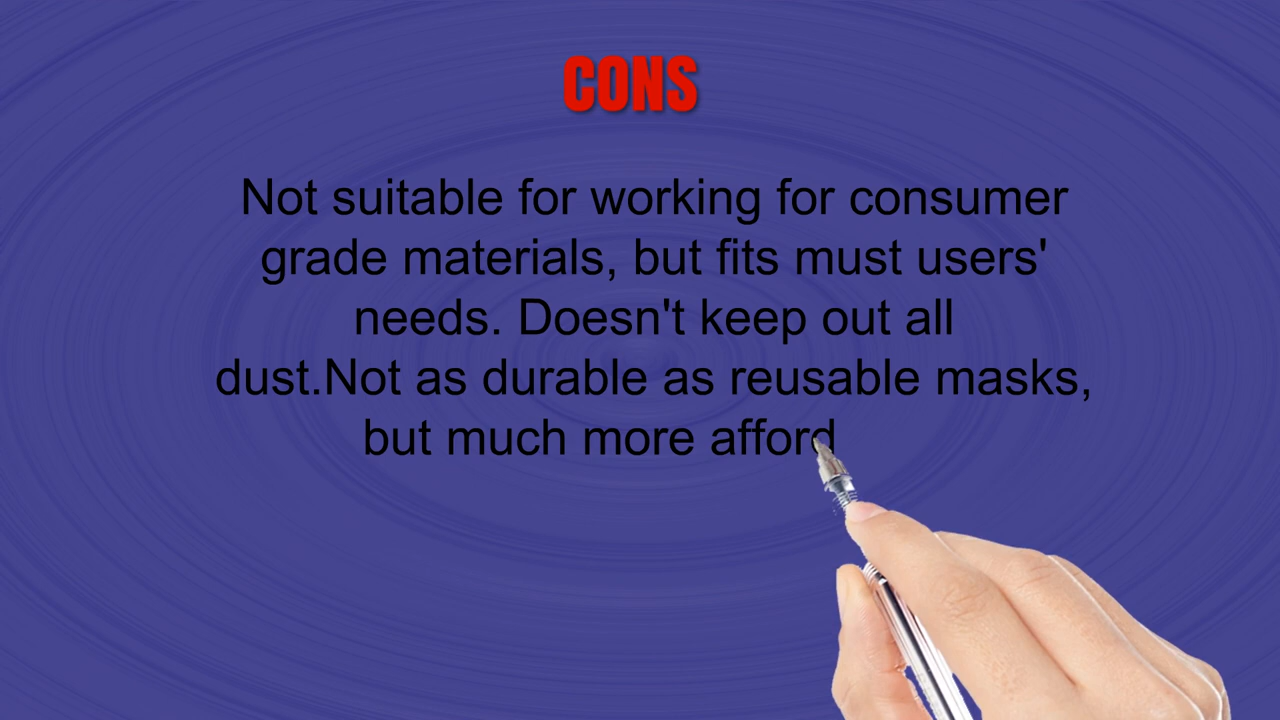 CONS
Not suitable for working for consumer
grade materials, but fits must users'
needs. Doesn't keep out all
dust.Not as durable as reusable masks,
but much more afford